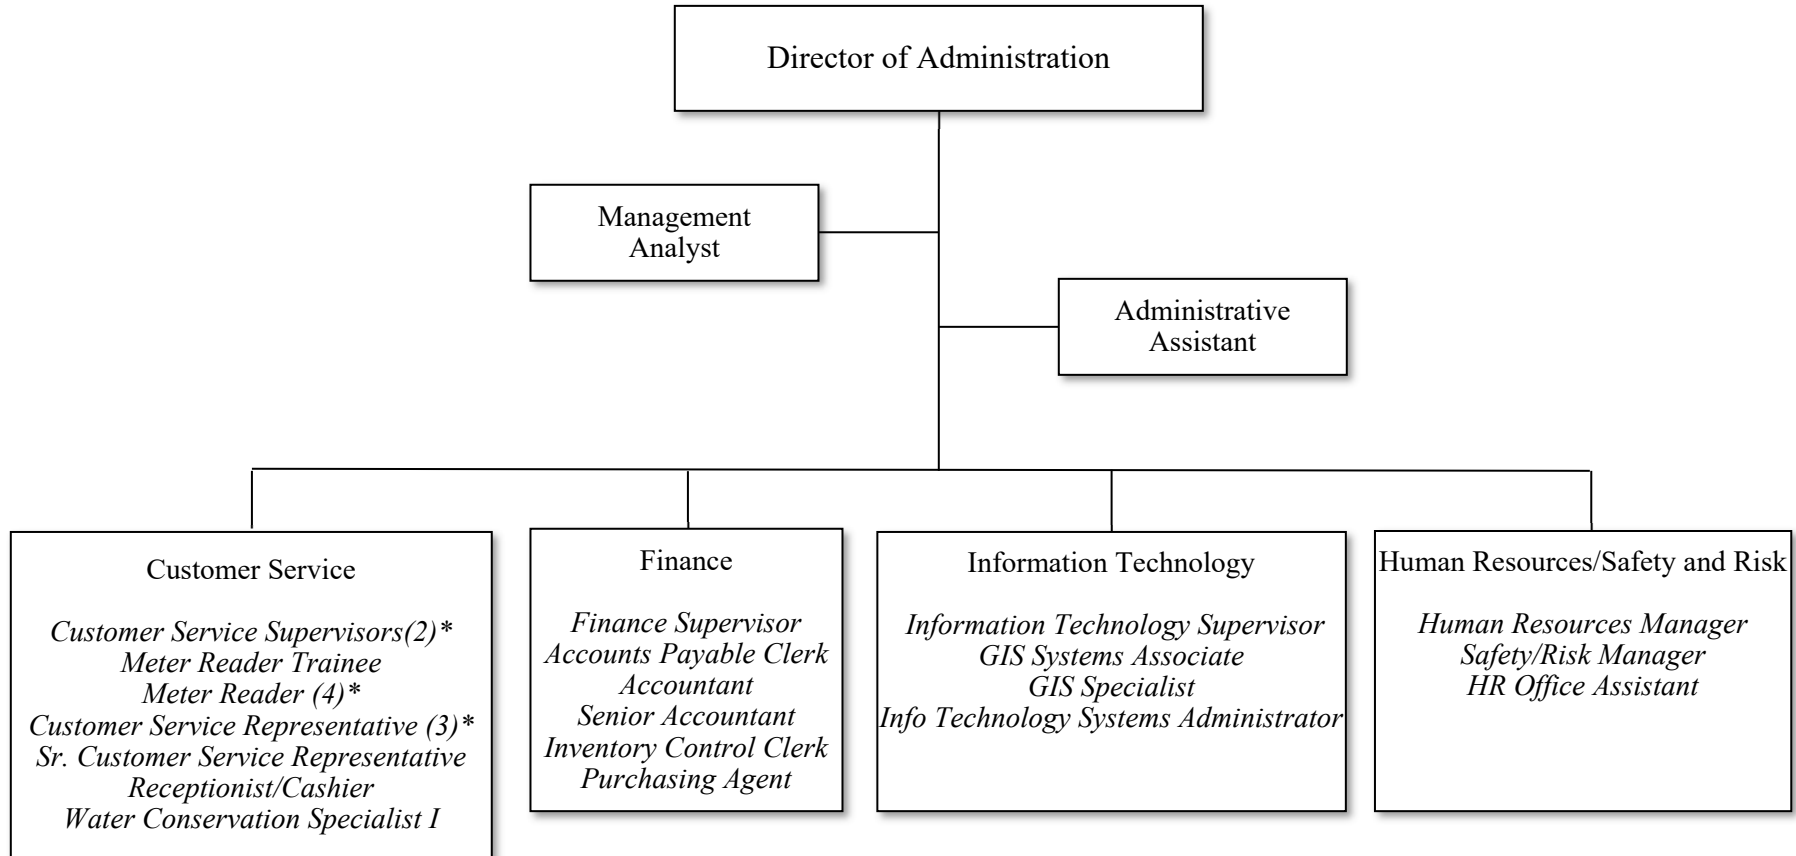 Director of Administration
Management
Analyst
Administrative
Assistant
Customer Service
Customer Service Supervisors(2)*
Meter Reader Trainee
Meter Reader (4)*
Customer Service Representative (3)*
Sr. Customer Service Representative
Receptionist/Cashier
Water Conservation Specialist I
Finance
Finance Supervisor
Accounts Payable Clerk
Accountant
Senior Accountant
Inventory Control Clerk
Purchasing Agent
Information Technology
Information Technology Supervisor
GIS Systems Associate
GIS Specialist
Info Technology Systems Administrator
Human Resources/Safety and Risk
Human Resources Manager
Safety/Risk Manager
HR Office Assistant